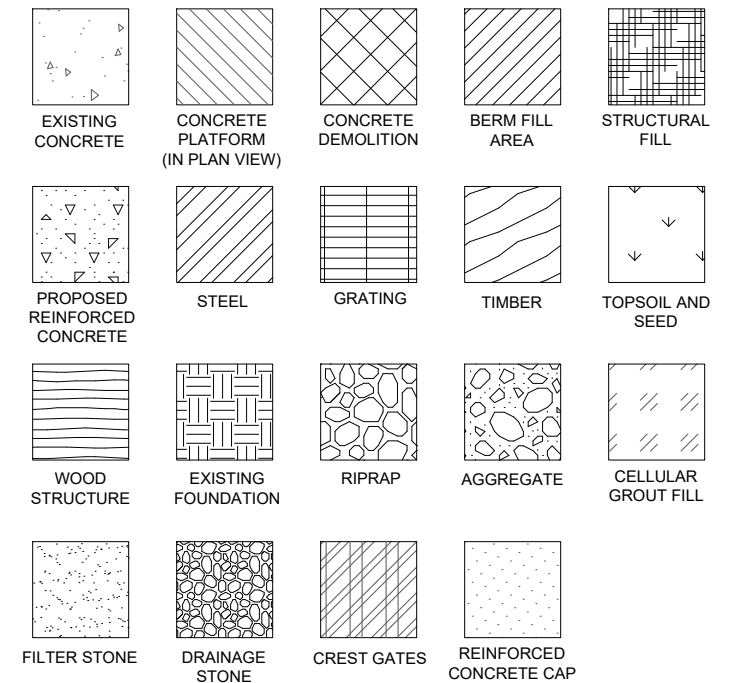 EXISTING
CONCRETE
CONCRETE
PLATFORM
(IN PLAN VIEW)
CONCRETE
DEMOLITION
BERM FILL
AREA
STRUCTURAL
FILL
PROPOSED
REINFORCED
CONCRETE
STEEL
GRATING
TIMBER
TOPSOIL AND
SEED
WOOD
STRUCTURE
EXISTING
FOUNDATION
RIPRAP
AGGREGATE
CELLULAR
GROUT FILL
FILTER STONE
DRAINAGE
STONE
CREST GATES
REINFORCED
CONCRETE CAP